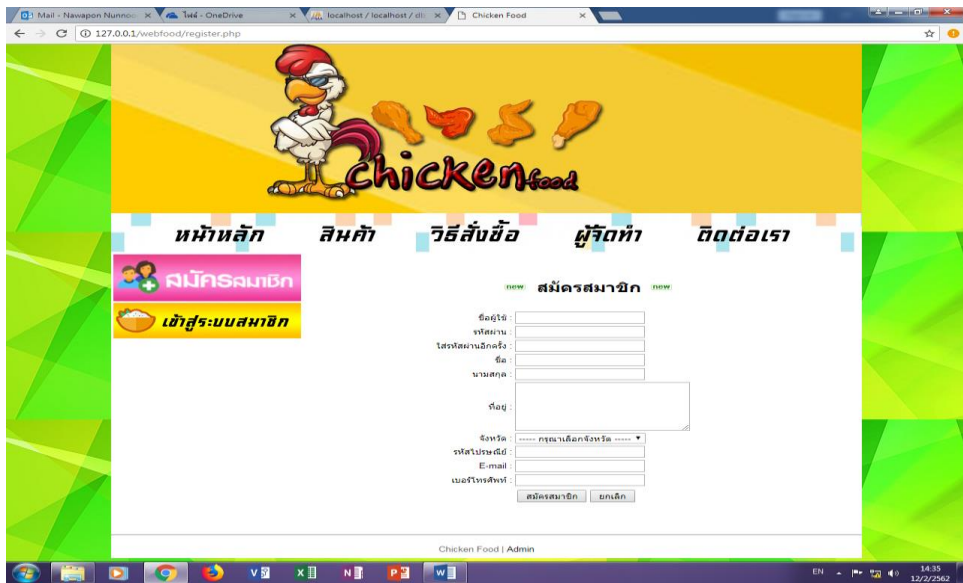 Mail - Nawapon Nunnoo
ไฟล์ - OneDrive
localhost / localhost / db
Chicken Food
127.0.0.1/webfood/register.php
Chicken food
หน้าหลัก
สินค้า
วิธีสั่งซื้อ
ผู้จัดทำ
ติดต่อเรา
สมัครสมาชิก
เข้าสู่ระบบสมาชิก
new สมัครสมาชิก new
ชื่อผู้ใช้ :
รหัสผ่าน :
ใส่รหัสผ่านอีกครั้ง :
ชื่อ :
นามสกุล :
ที่อยู่ :
จังหวัด : ----- กรุณาเลือกจังหวัด -----
รหัสไปรษณีย์ :
E-mail :
เบอร์โทรศัพท์ :
สมัครสมาชิก ยกเลิก
Chicken Food | Admin
EN
14:35
12/2/2562